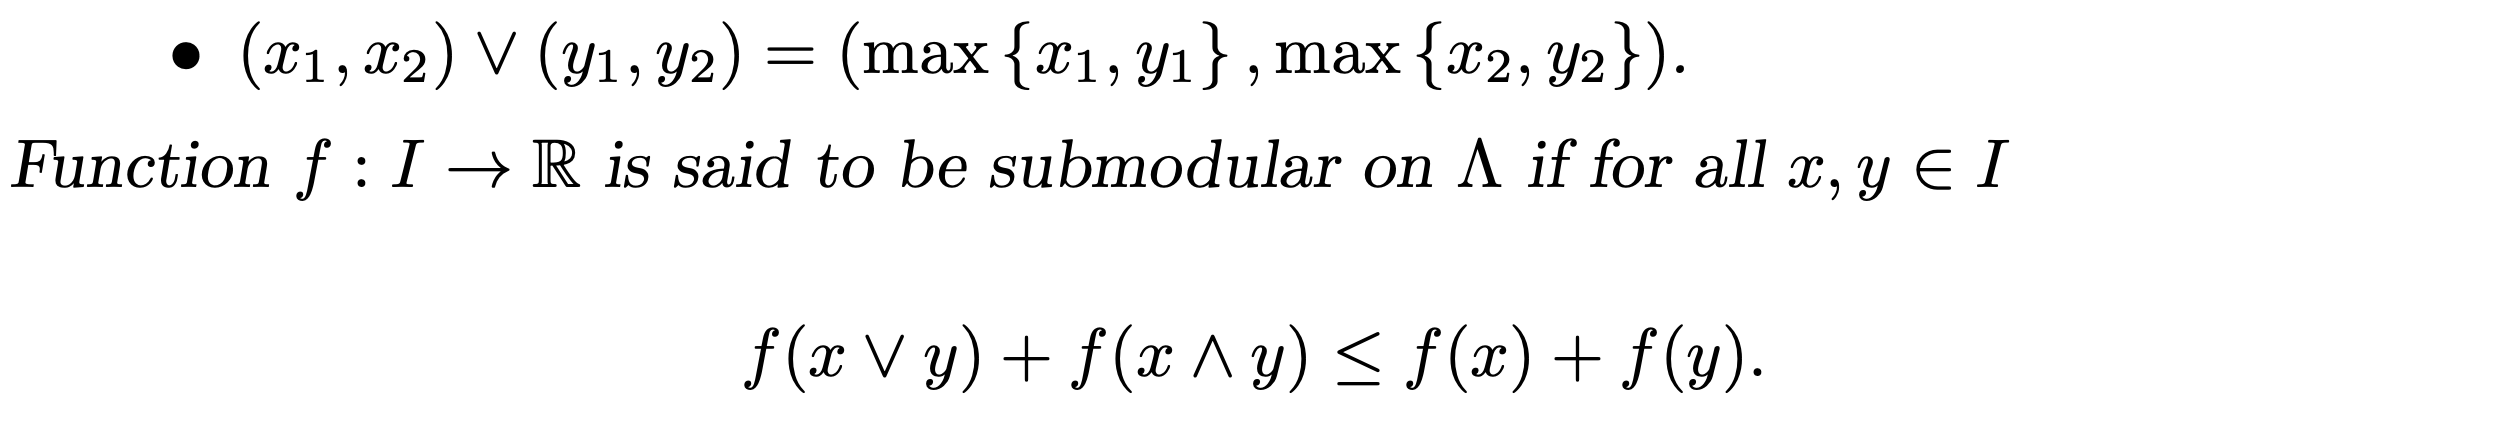 • (x₁, x₂) ∨ (y₁, y₂) = (max {x₁, y₁} , max {x₂, y₂}).
Function f : I → ℝ is said to be submodular on Λ if for all x, y ∈ I
f(x ∨ y) + f(x ∧ y) ≤ f(x) + f(y).